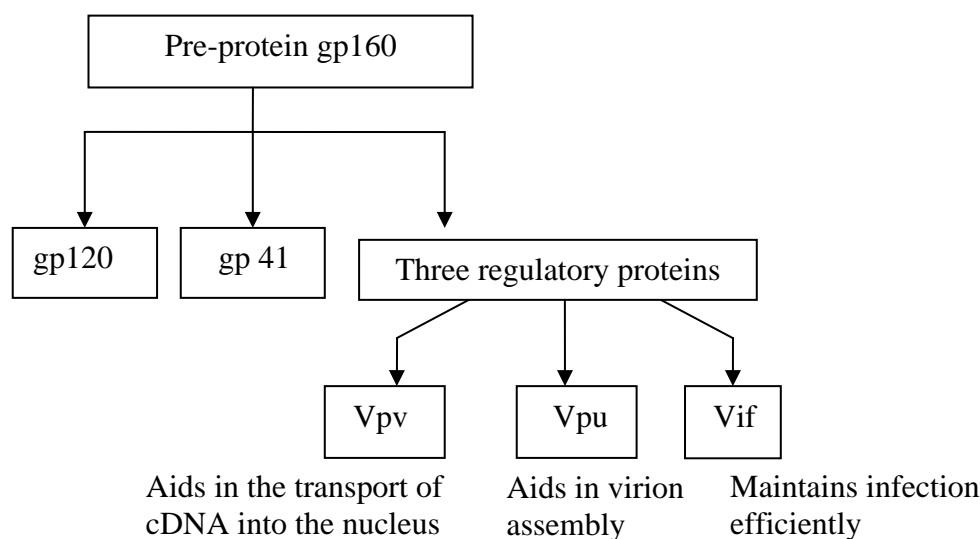 Pre-protein gp160
gp120
gp 41
Three regulatory proteins
Vpv
Vpu
Vif
Aids in the transport of
cDNA into the nucleus
Aids in virion
assembly
Maintains infection
efficiently